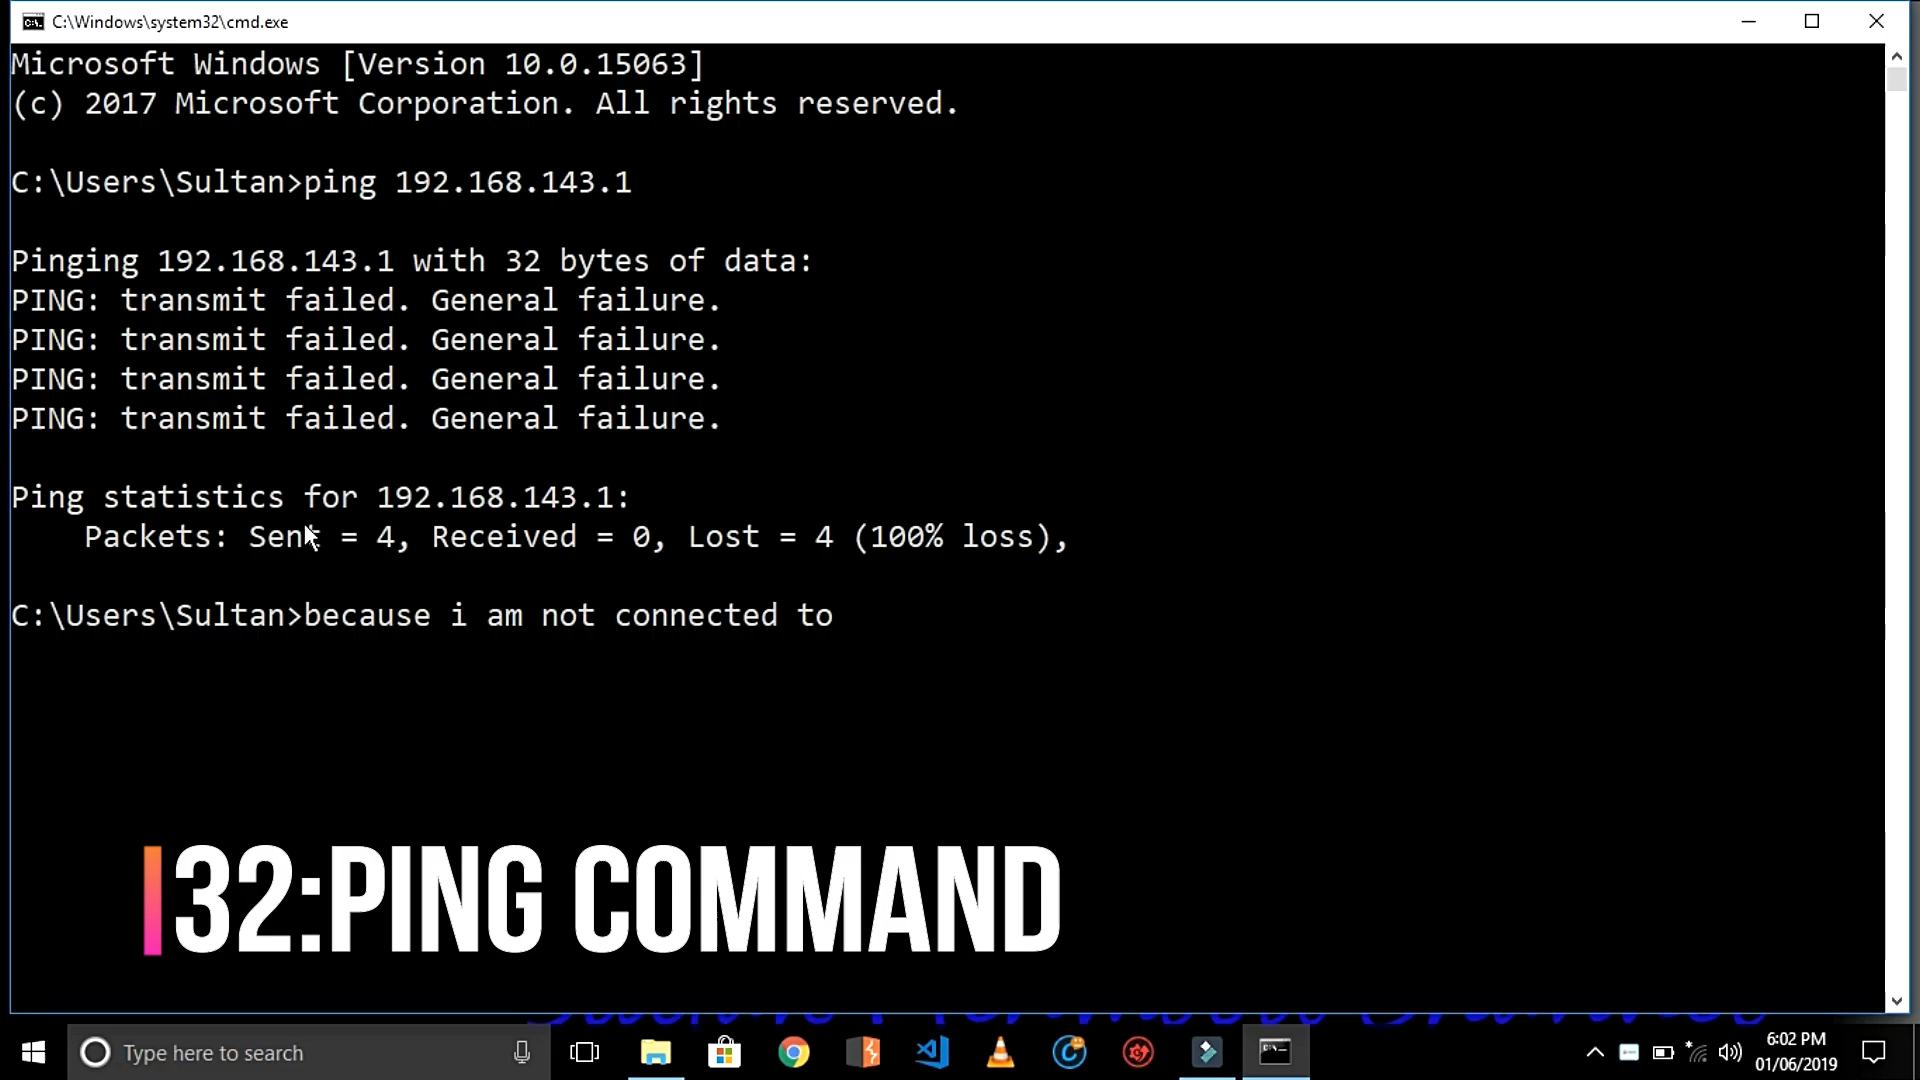 C:\Windows\system32\cmd.exe
Microsoft Windows [Version 10.0.15063]
(c) 2017 Microsoft Corporation. All rights reserved.
C:\Users\Sultan>ping 192.168.143.1
Pinging 192.168.143.1 with 32 bytes of data:
PING: transmit failed. General failure.
PING: transmit failed. General failure.
PING: transmit failed. General failure.
PING: transmit failed. General failure.
Ping statistics for 192.168.143.1:
Packets: Sent = 4, Received = 0, Lost = 4 (100% loss),
C:\Users\Sultan>because i am not connected to
32:PING COMMAND
Type here to search
6:02 PM
01/06/2019